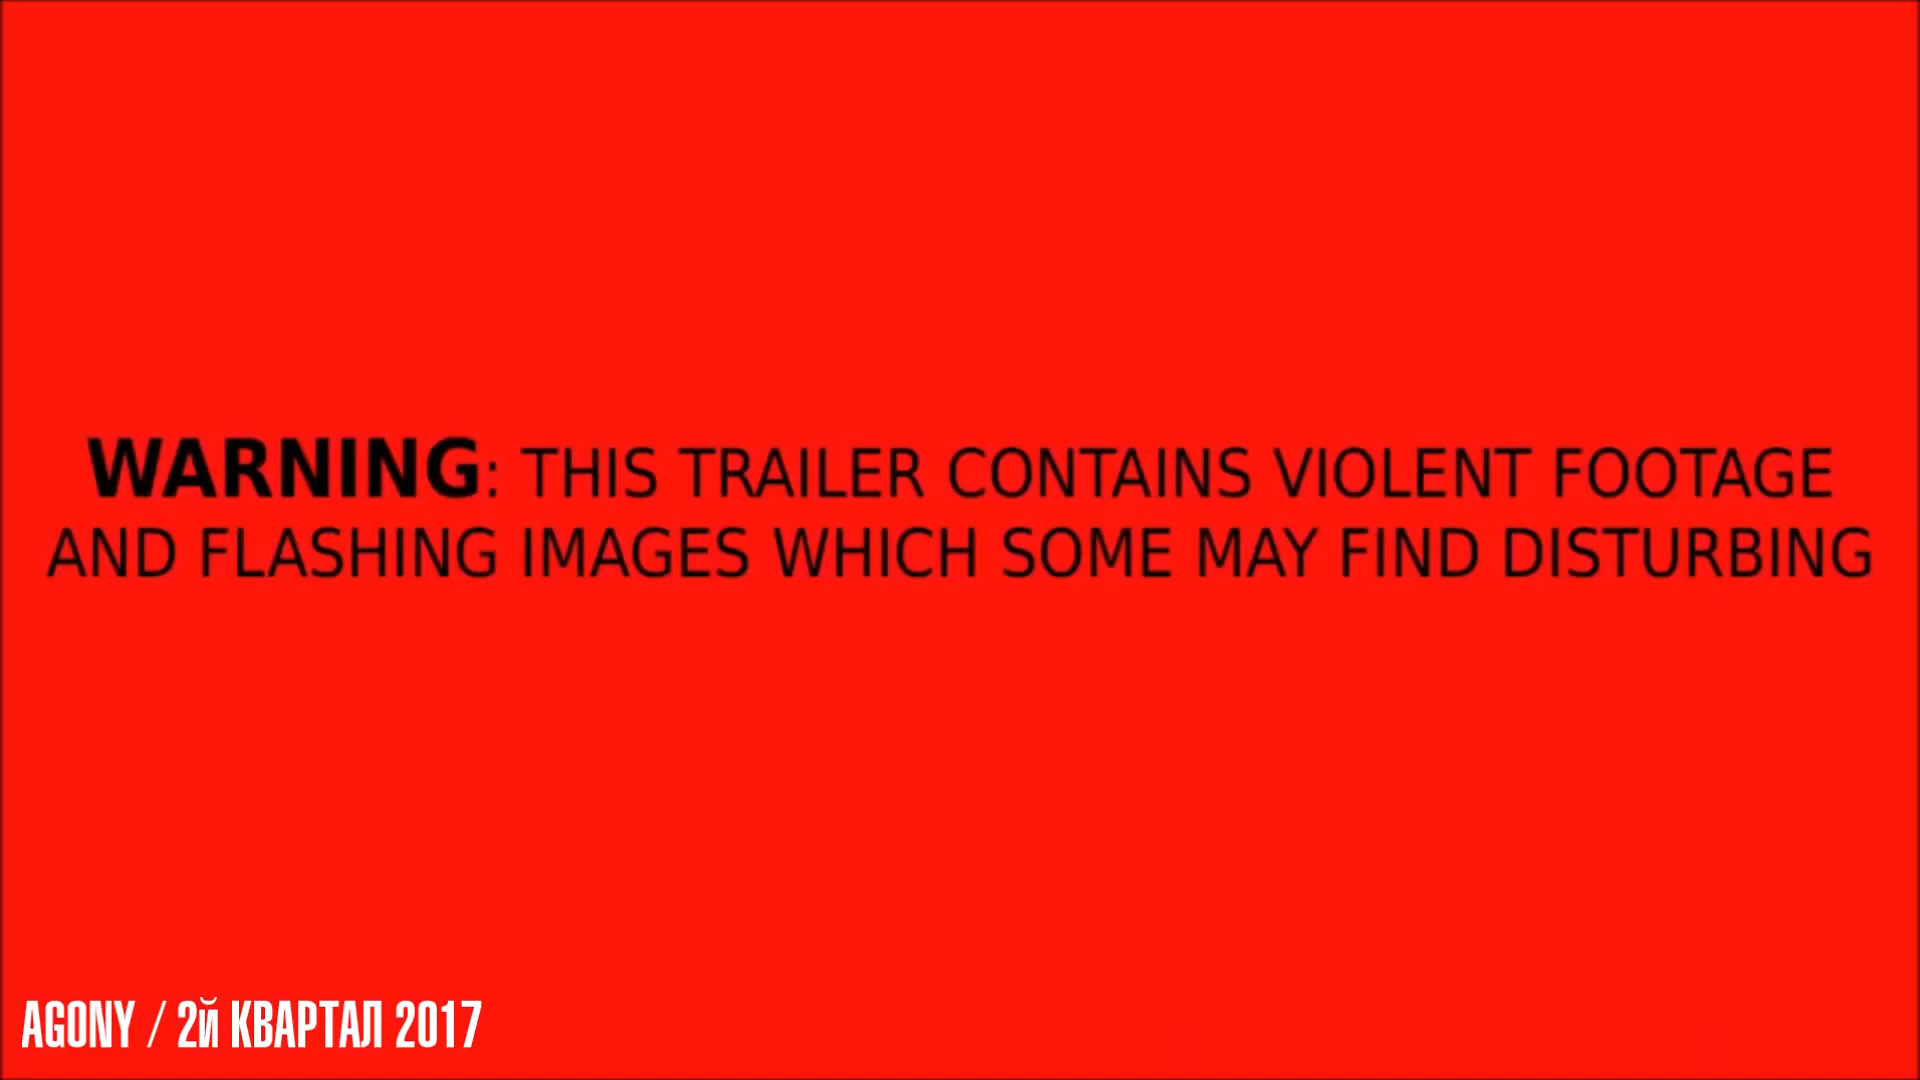 WARNING: THIS TRAILER CONTAINS VIOLENT FOOTAGE
AND FLASHING IMAGES WHICH SOME MAY FIND DISTURBING
AGONY / 2й КВАРТАЛ 2017